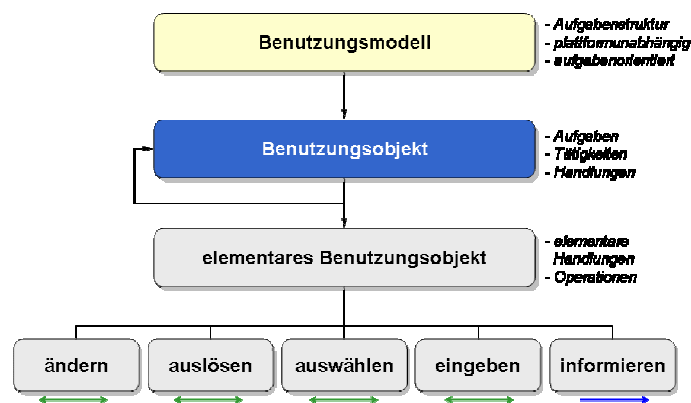 Benutzungsmodell
- Aufgabenstruktur
- plattformunabhängig
- aufgabenorientiert
Benutzungsobjekt
- Aufgaben
- Tätigkeiten
- Handlungen
elementares Benutzungsobjekt
- elementare
Handlungen
- Operationen
ändern
auslösen
auswählen
eingeben
informieren